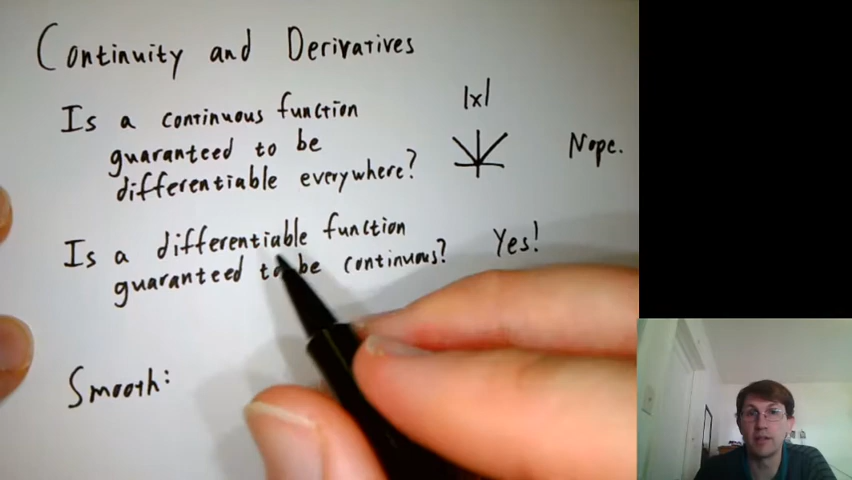 Continuity and Derivatives
Is a continuous function
guaranteed to be
differentiable everywhere?
|x|
Nope.
Is a differentiable function
guaranteed to be continuous?
Yes!
Smooth: